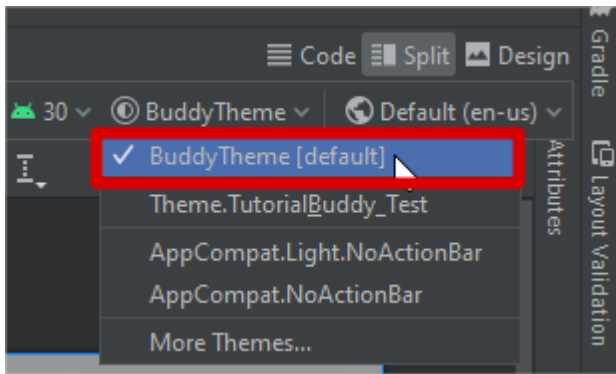 Code Split Design
30 BuddyTheme Default (en-us)
BuddyTheme [default]
Theme.TutorialBuddy_Test
AppCompat.Light.NoActionBar
AppCompat.NoActionBar
More Themes...
Attributes
Gradle
Layout Validation